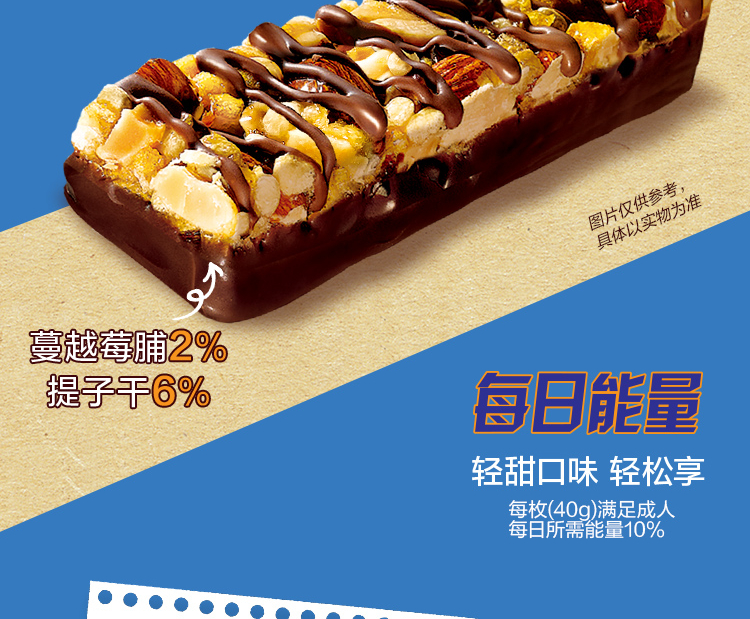 图片仅供参考，
具体以实物为准
蔓越莓脯2%
提子干6%
每日能量
轻甜口味 轻松享
每枚(40g)满足成人
每日所需能量10%